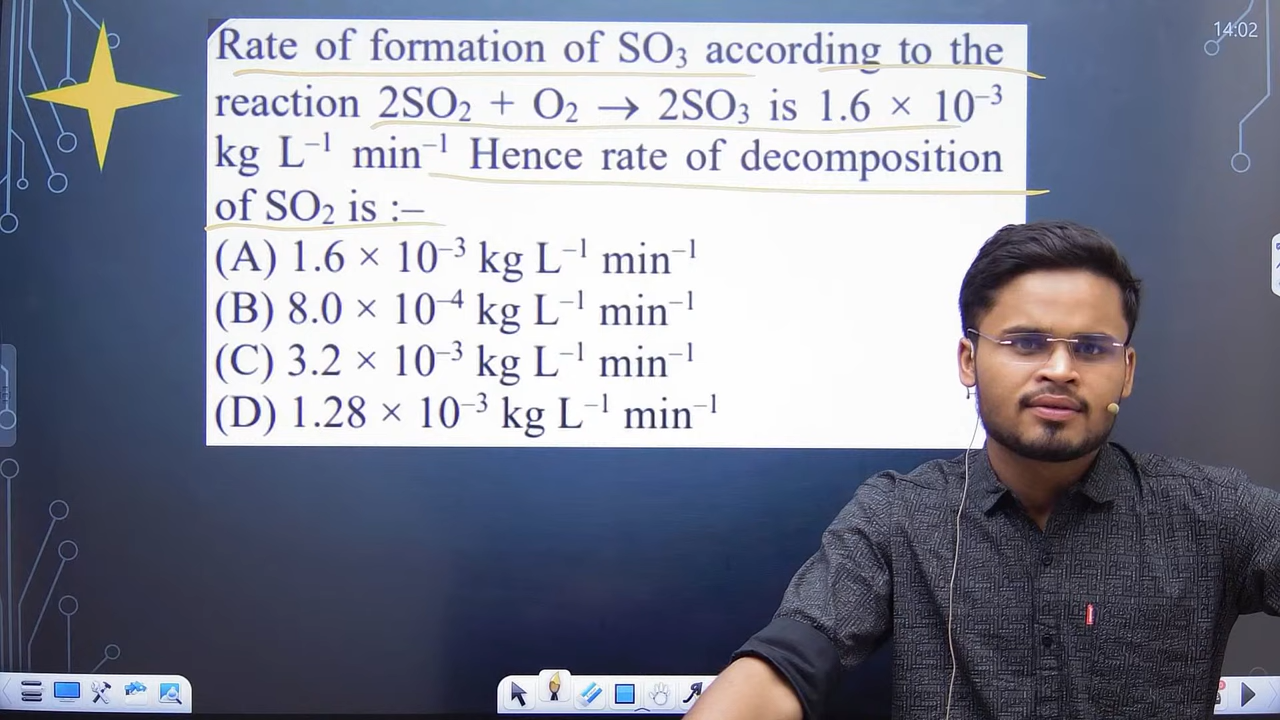 14:02
Rate of formation of SO₃ according to the
reaction 2SO₂ + O₂ → 2SO₃ is 1.6 × 10⁻³
kg L⁻¹ min⁻¹ Hence rate of decomposition
of SO₂ is :–
(A) 1.6 × 10⁻³ kg L⁻¹ min⁻¹
(B) 8.0 × 10⁻⁴ kg L⁻¹ min⁻¹
(C) 3.2 × 10⁻³ kg L⁻¹ min⁻¹
(D) 1.28 × 10⁻³ kg L⁻¹ min⁻¹